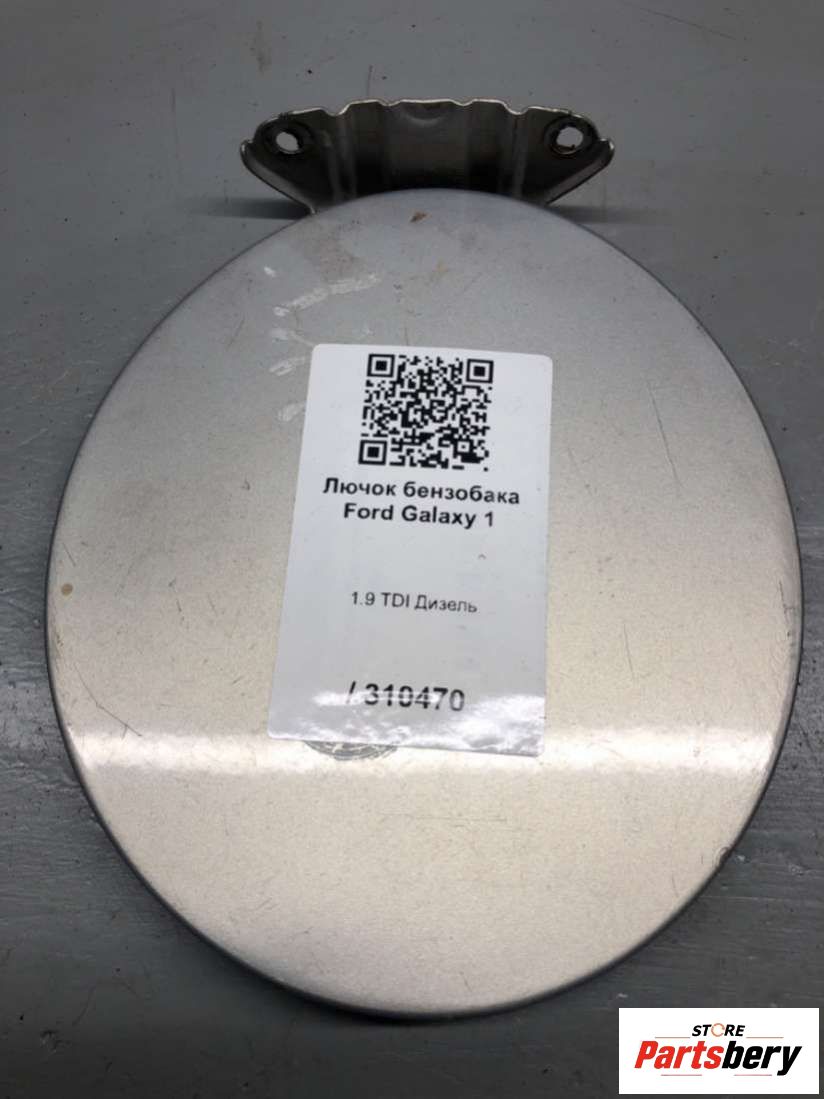 Лючок бензобака
Ford Galaxy 1
1.9 TDI Дизель
/ 310470
STORE
Partsbery